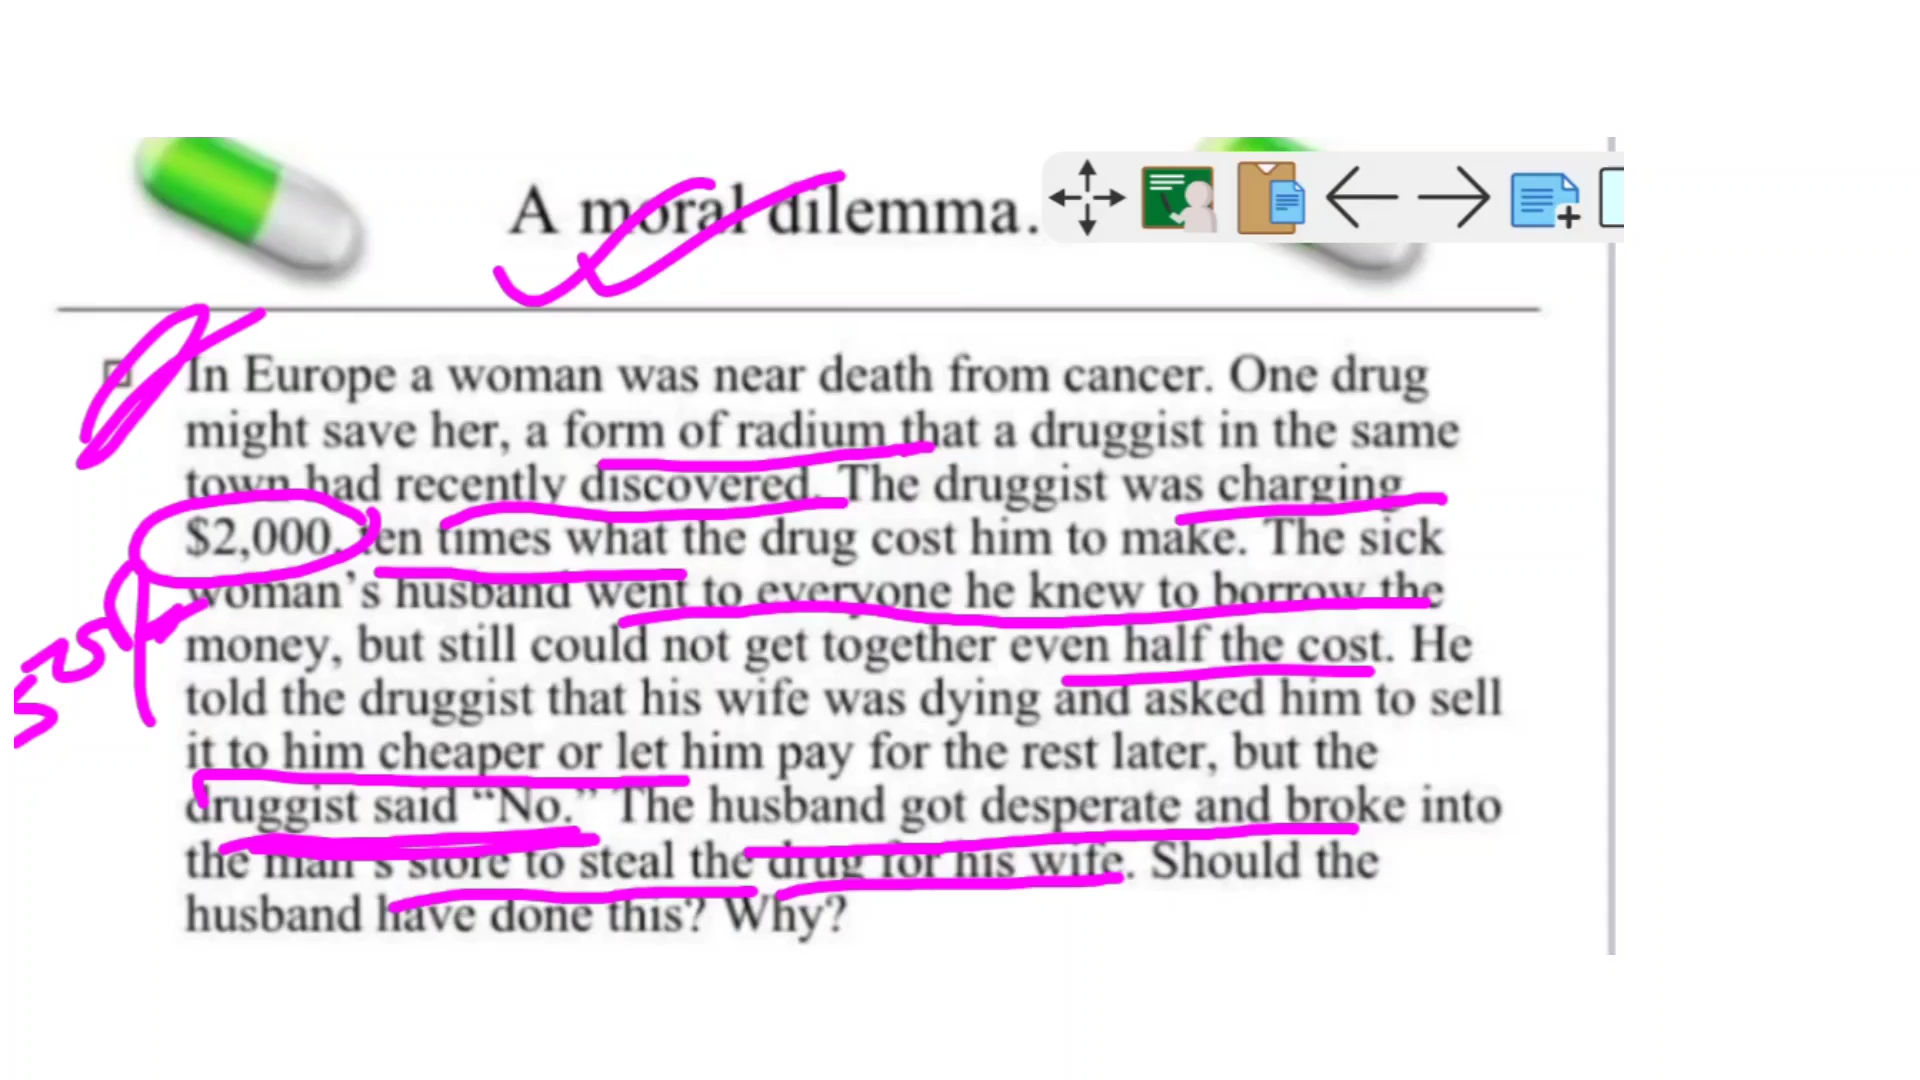 A moral dilemma.
In Europe a woman was near death from cancer. One drug
might save her, a form of radium that a druggist in the same
town had recently discovered. The druggist was charging
$2,000, ten times what the drug cost him to make. The sick
woman’s husband went to everyone he knew to borrow the
money, but still could not get together even half the cost. He
told the druggist that his wife was dying and asked him to sell
it to him cheaper or let him pay for the rest later, but the
druggist said “No.” The husband got desperate and broke into
the man’s store to steal the drug for his wife. Should the
husband have done this? Why?